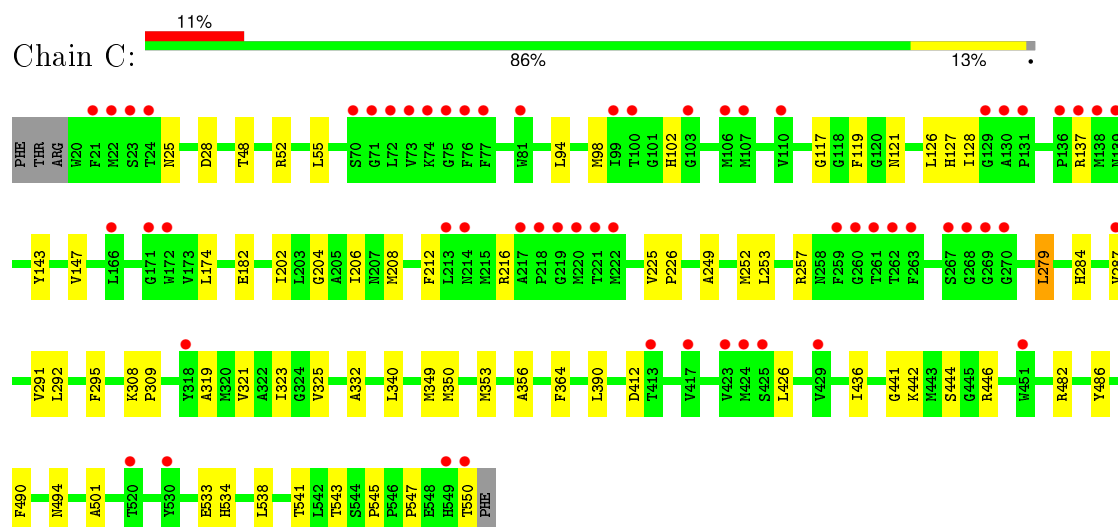 11%
Chain C:
86% 13% •
PHE THR ARG W20 F21 M22 S23 T24 N25 D28 T48 R52 L55 S70 G71 L72 V73 K74 G75 F76 F77 W81 L94 M98 I99 T100 G101 H102 G103 M106 M107 V110 G117 G118 F119 G120 N121 L126 H127 I128 G129 A130 P131 P136 R137 M138 N139
Y143 V147 L166 G171 W172 V173 L174 E182 I202 L203 G204 A205 I206 N207 M208 F212 L213 N214 M215 R216 A217 P218 G219 M220 T221 M222 V225 P226 A249 M252 L253 R257 N258 F259 G260 T261 T262 F263 S267 G268 G269 G270 L279 H284 V287
V291 L292 F295 K308 P309 Y318 A319 M320 V321 A322 I323 G324 V325 A332 L340 M349 M350 M353 A356 F364 L390 D412 T413 V417 V423 M424 S425 L426 V429 I436 G441 K442 M443 S444 G445 R446 W451 R482 Y486
F490 N494 A501 T520 Y530 E533 H534 L538 T541 L542 T543 S544 P545 P546 P547 E548 H549 T550 PHE